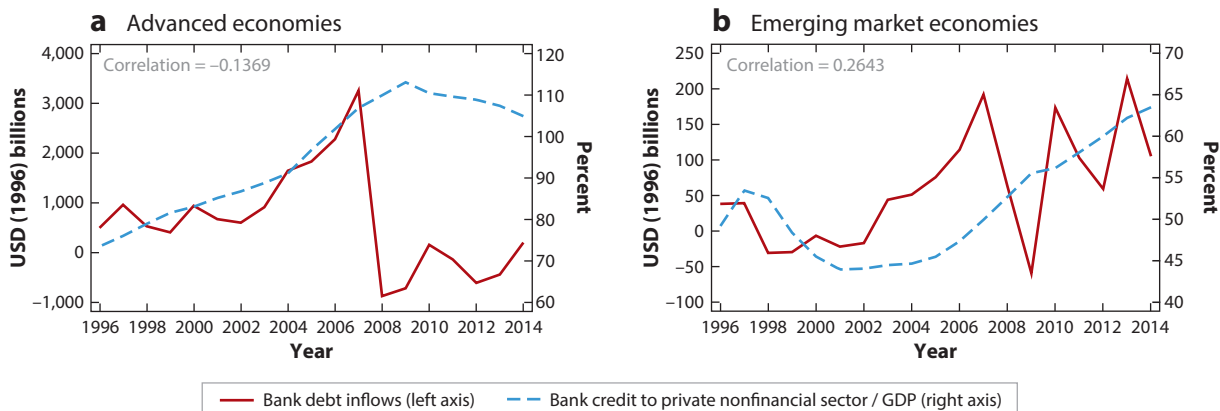 a Advanced economies
Correlation = –0.1369
USD (1996) billions
4,000
3,000
2,000
1,000
0
–1,000
120
110
100
90
80
70
60
Percent
1996 1998 2000 2002 2004 2006 2008 2010 2012 2014
Year
b Emerging market economies
Correlation = 0.2643
USD (1996) billions
250
200
150
100
50
0
–50
–100
70
65
60
55
50
45
40
Percent
1996 1998 2000 2002 2004 2006 2008 2010 2012 2014
Year
Bank debt inflows (left axis) Bank credit to private nonfinancial sector / GDP (right axis)